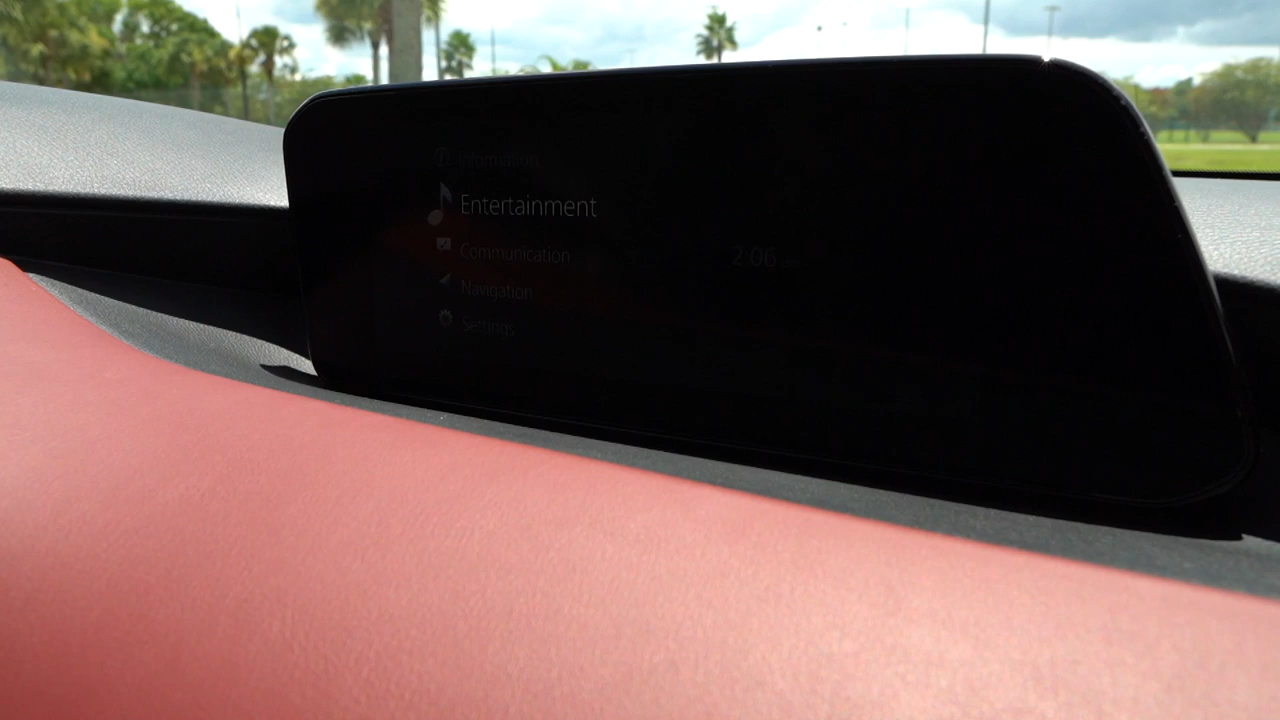 Information
Entertainment
Communication
2:06
Navigation
Settings